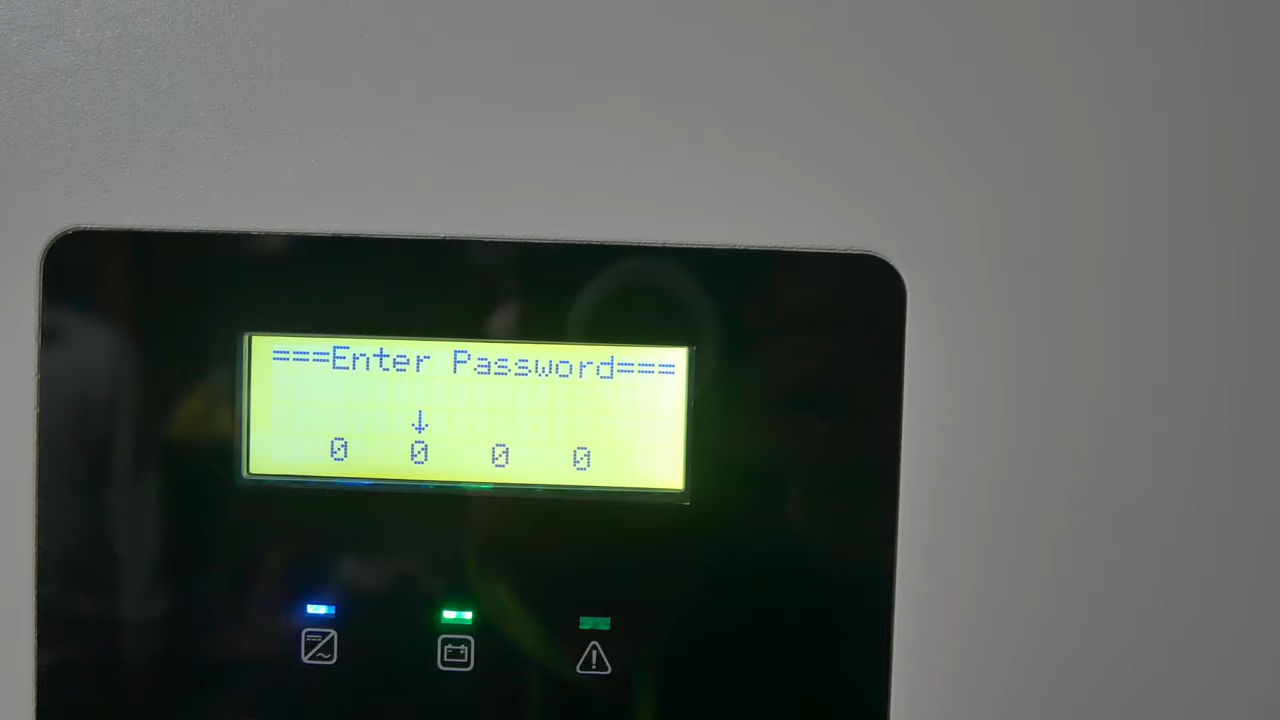 ===Enter Password===
↓
0 0 0 0